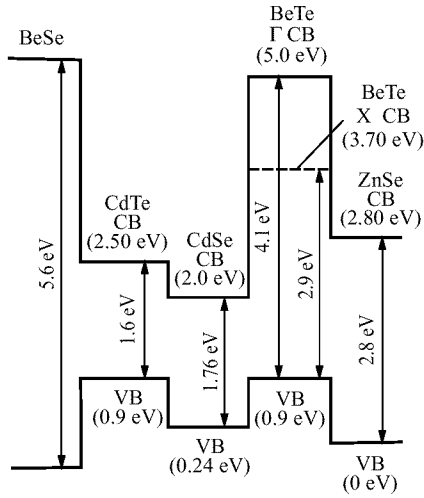 BeSe
5.6 eV
CdTe
CB
(2.50 eV)
1.6 eV
VB
(0.9 eV)
CdSe
CB
(2.0 eV)
1.76 eV
VB
(0.24 eV)
BeTe
Γ CB
(5.0 eV)
4.1 eV
2.9 eV
VB
(0.9 eV)
BeTe
X CB
(3.70 eV)
ZnSe
CB
(2.80 eV)
2.8 eV
VB
(0 eV)